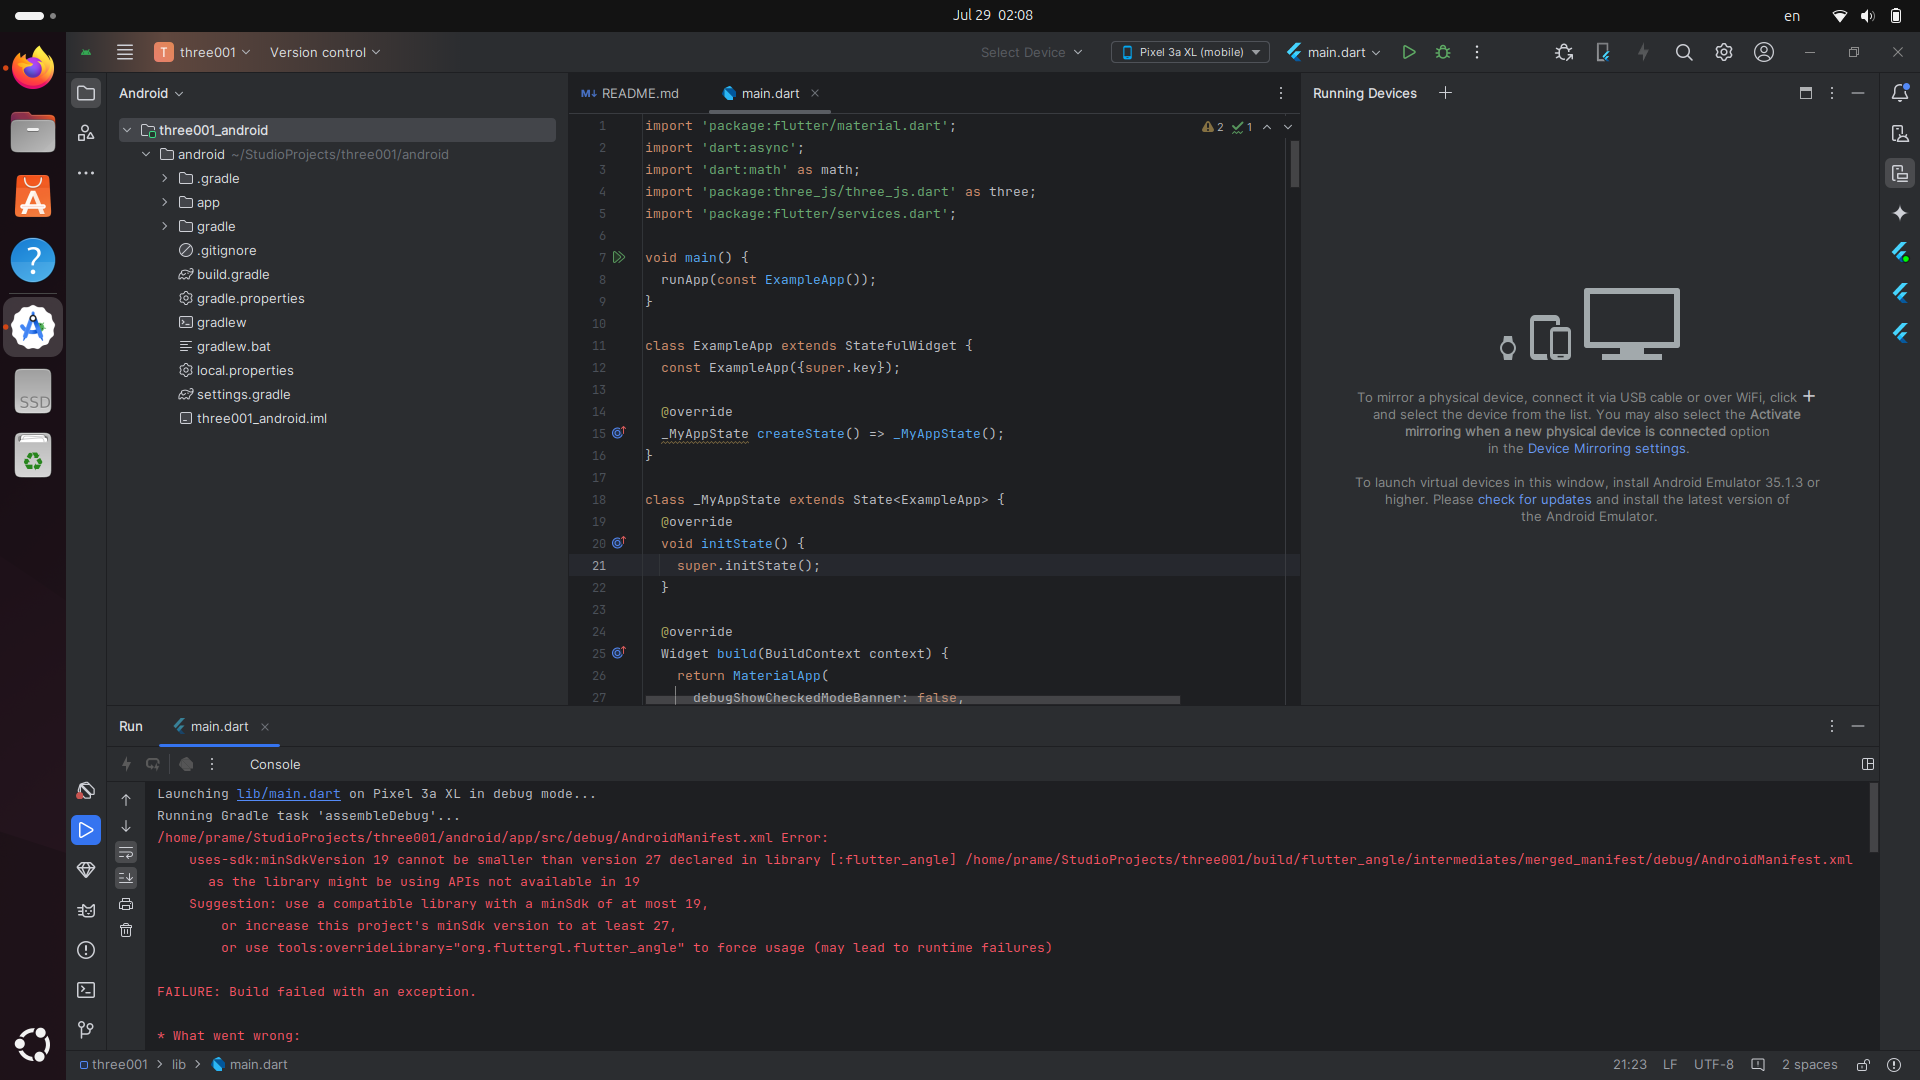 Jul 29 02:08
en
T three001
Version control
Select Device
Pixel 3a XL (mobile)
main.dart
Android
M↓ README.md
main.dart
Running Devices
three001_android
android ~/StudioProjects/three001/android
.gradle
app
gradle
.gitignore
build.gradle
gradle.properties
gradlew
gradlew.bat
local.properties
settings.gradle
three001_android.iml
SSD
2 1
1 import 'package:flutter/material.dart';
2 import 'dart:async';
3 import 'dart:math' as math;
4 import 'package:three_js/three_js.dart' as three;
5 import 'package:flutter/services.dart';
6
7 void main() {
8 runApp(const ExampleApp());
9 }
10
11 class ExampleApp extends StatefulWidget {
12 const ExampleApp({super.key});
13
14 @override
15 _MyAppState createState() => _MyAppState();
16 }
17
18 class _MyAppState extends State<ExampleApp> {
19 @override
20 void initState() {
21 super.initState();
22 }
23
24 @override
25 Widget build(BuildContext context) {
26 return MaterialApp(
27 debugShowCheckedModeBanner: false,
To mirror a physical device, connect it via USB cable or over WiFi, click +
and select the device from the list. You may also select the Activate
mirroring when a new physical device is connected option
in the Device Mirroring settings.
To launch virtual devices in this window, install Android Emulator 35.1.3 or
higher. Please check for updates and install the latest version of
the Android Emulator.
Run
main.dart
Console
Launching lib/main.dart on Pixel 3a XL in debug mode...
Running Gradle task 'assembleDebug'...
/home/prame/StudioProjects/three001/android/app/src/debug/AndroidManifest.xml Error:
uses-sdk:minSdkVersion 19 cannot be smaller than version 27 declared in library [:flutter_angle] /home/prame/StudioProjects/three001/build/flutter_angle/intermediates/merged_manifest/debug/AndroidManifest.xml
as the library might be using APIs not available in 19
Suggestion: use a compatible library with a minSdk of at most 19,
or increase this project's minSdk version to at least 27,
or use tools:overrideLibrary="org.fluttergl.flutter_angle" to force usage (may lead to runtime failures)
FAILURE: Build failed with an exception.
* What went wrong:
three001 > lib > main.dart
21:23
LF
UTF-8
2 spaces